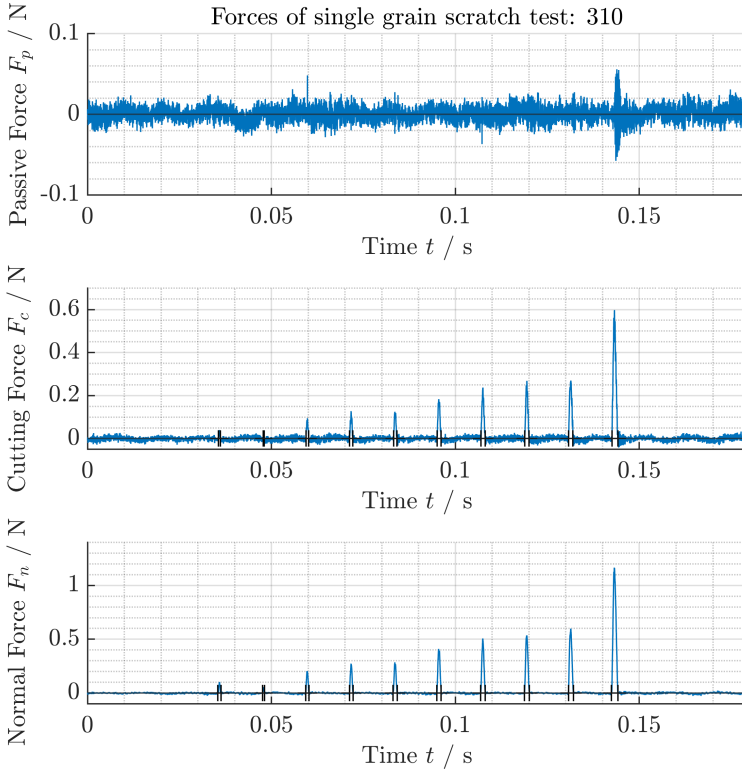 Forces of single grain scratch test: 310
Passive Force F_p / N
0.1
0
-0.1
0 0.05 0.1 0.15
Time t / s
Cutting Force F_c / N
0.6
0.4
0.2
0
0 0.05 0.1 0.15
Time t / s
Normal Force F_n / N
1
0.5
0
0 0.05 0.1 0.15
Time t / s